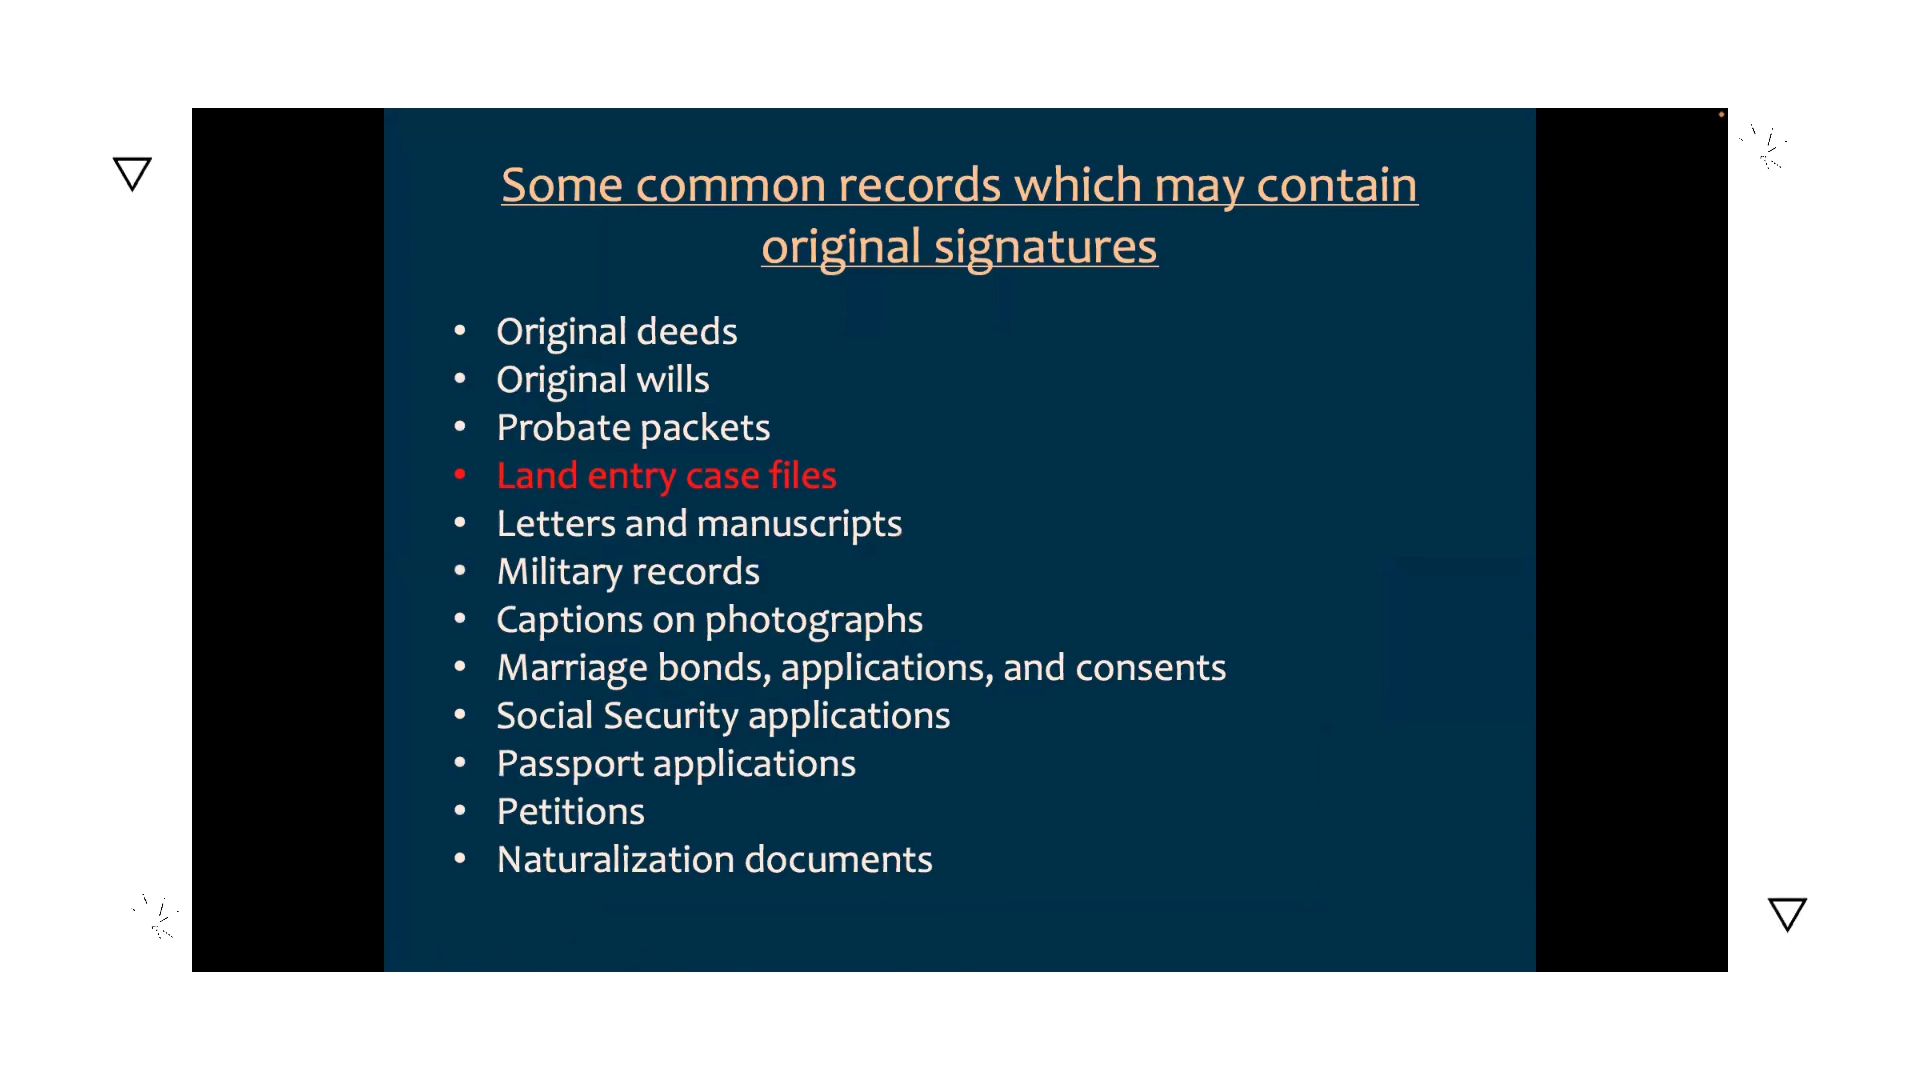 Some common records which may contain
original signatures
• Original deeds
• Original wills
• Probate packets
• Land entry case files
• Letters and manuscripts
• Military records
• Captions on photographs
• Marriage bonds, applications, and consents
• Social Security applications
• Passport applications
• Petitions
• Naturalization documents